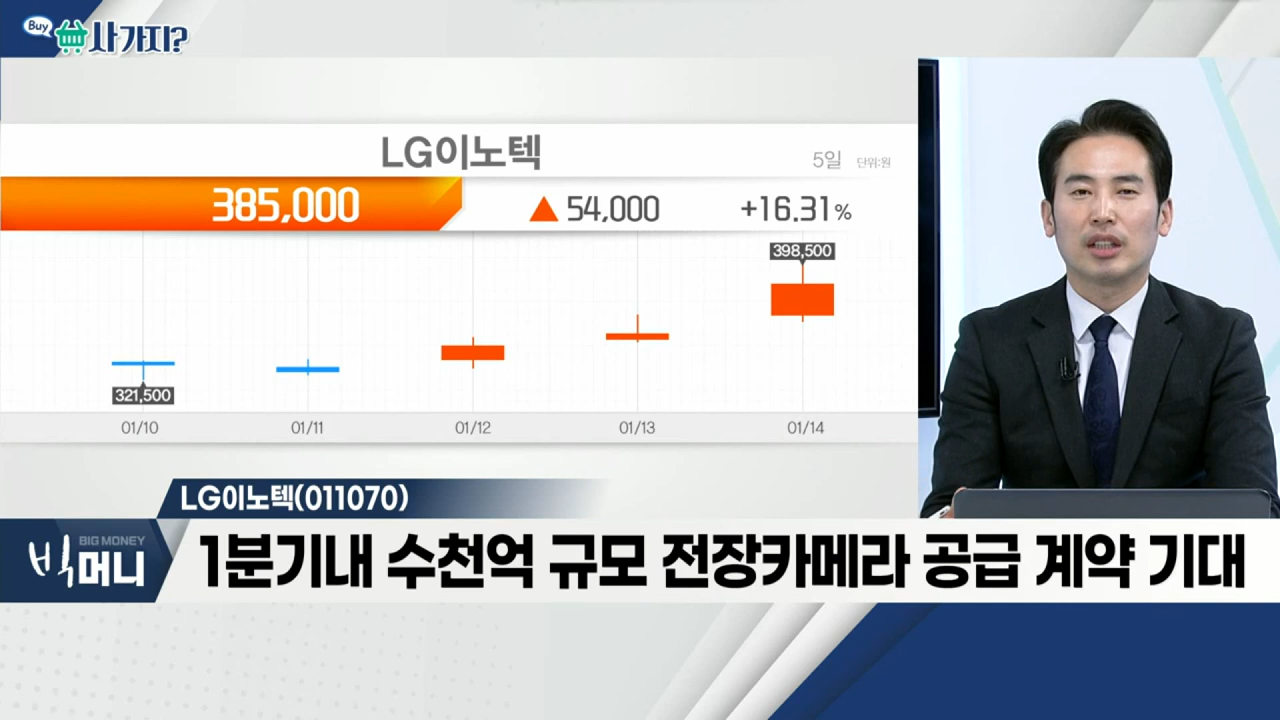 Buy
사가지?
LG이노텍
5일 단위:원
385,000 ▲ 54,000 +16.31%
398,500
321,500
01/10 01/11 01/12 01/13 01/14
LG이노텍(011070)
BIG MONEY
빅머니
1분기내 수천억 규모 전장카메라 공급 계약 기대